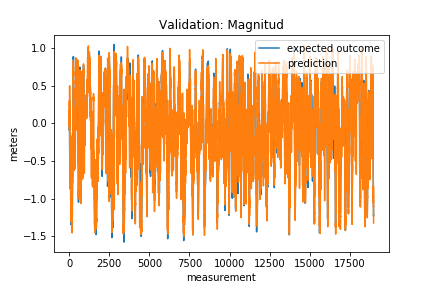 Validation: Magnitud
expected outcome
prediction
1.0
0.5
0.0
-0.5
-1.0
-1.5
meters
0 2500 5000 7500 10000 12500 15000 17500
measurement